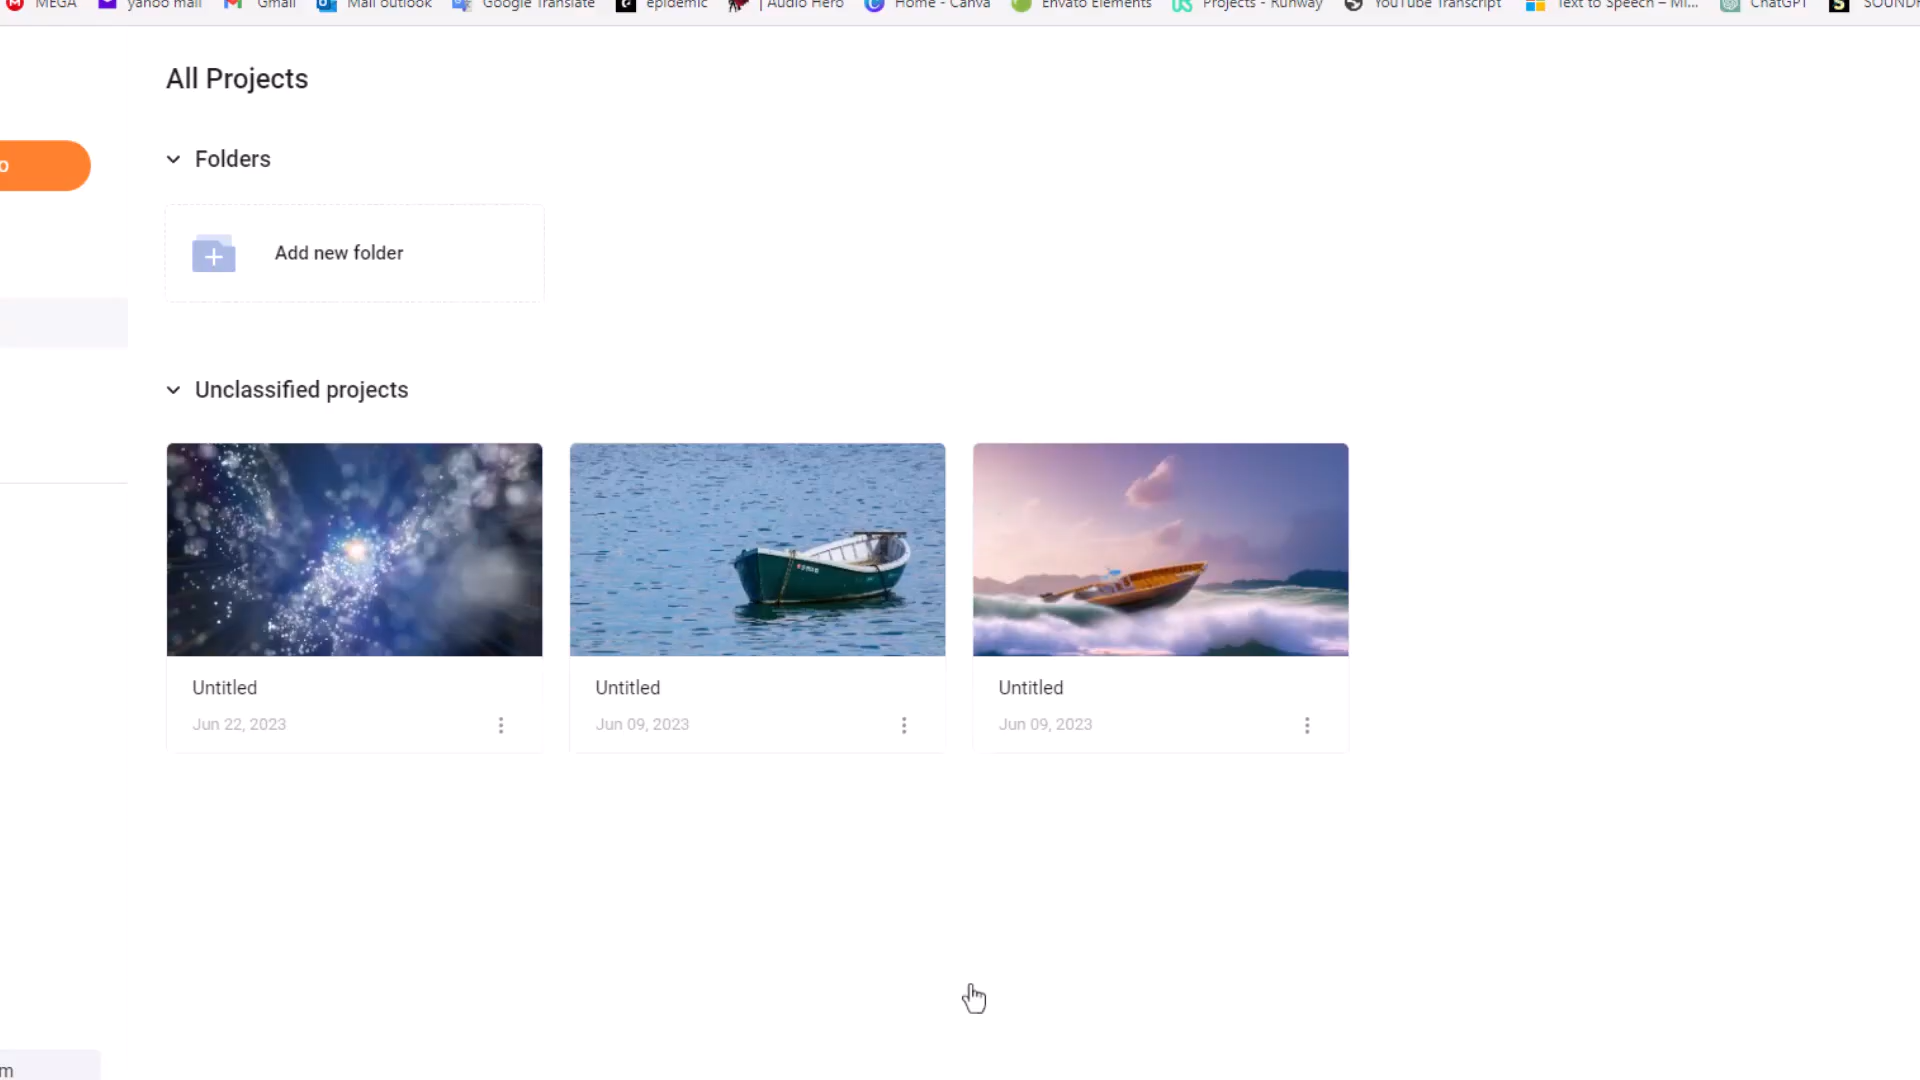 MEGA yahoo mail Gmail Mail outlook Google Translate epidemic | Audio Hero Home - Canva Envato Elements Projects - Runway YouTube Transcript Text to Speech – Mi... ChatGPT
All Projects
Folders
Add new folder
Unclassified projects
Untitled
Jun 22, 2023
Untitled
Jun 09, 2023
Untitled
Jun 09, 2023